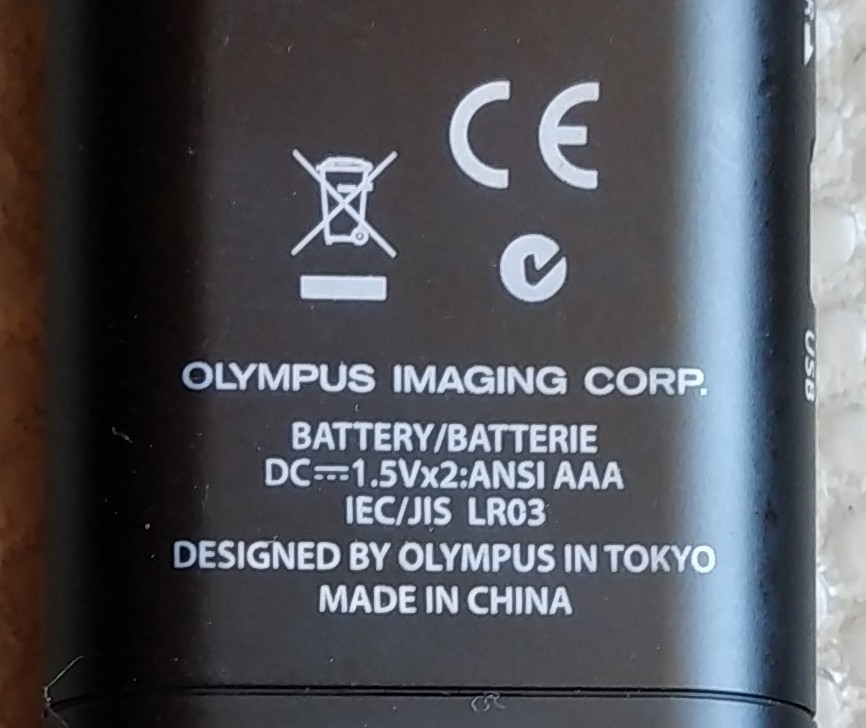 CE
OLYMPUS IMAGING CORP.
BATTERY/BATTERIE
DC⎓1.5Vx2:ANSI AAA
IEC/JIS LR03
DESIGNED BY OLYMPUS IN TOKYO
MADE IN CHINA
USB